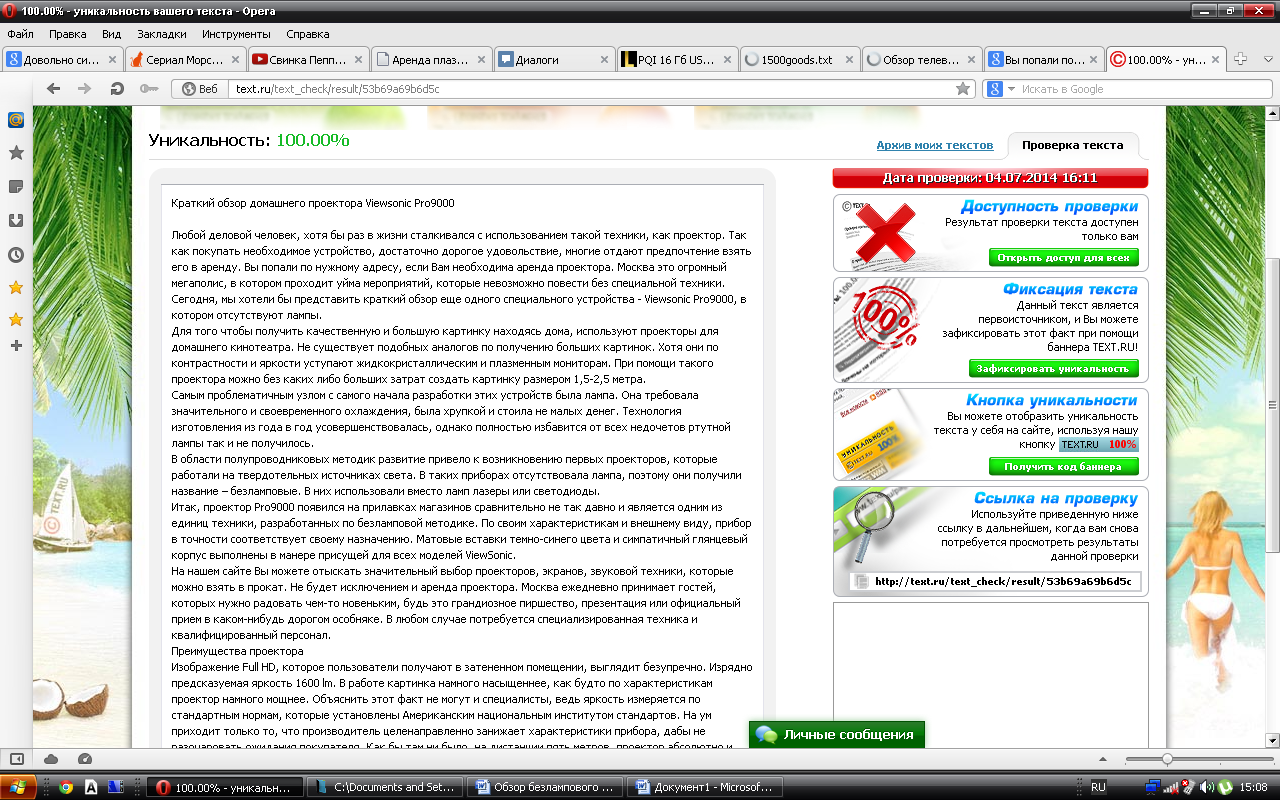 100.00% - уникальность вашего текста - Opera
Файл Правка Вид Закладки Инструменты Справка
Довольно си... Сериал Морс... Свинка Пепп... Аренда плаз... Диалоги PQI 16 Гб US... 1500goods.txt Обзор телев... Вы попали по... 100.00% - ун...
Веб text.ru/text_check/result/53b69a69b6d5c Искать в Google
Уникальность: 100.00%
Архив моих текстов Проверка текста
Краткий обзор домашнего проектора Viewsonic Pro9000
Любой деловой человек, хотя бы раз в жизни сталкивался с использованием такой техники, как проектор. Так
как покупать необходимое устройство, достаточно дорогое удовольствие, многие отдают предпочтение взять
его в аренду. Вы попали по нужному адресу, если Вам необходима аренда проектора. Москва это огромный
мегаполис, в котором проходит уйма мероприятий, которые невозможно повести без специальной техники.
Сегодня, мы хотели бы представить краткий обзор еще одного специального устройства - Viewsonic Pro9000, в
котором отсутствуют лампы.
Для того чтобы получить качественную и большую картинку находясь дома, используют проекторы для
домашнего кинотеатра. Не существует подобных аналогов по получению больших картинок. Хотя они по
контрастности и яркости уступают жидкокристаллическим и плазменным мониторам. При помощи такого
проектора можно без каких либо больших затрат создать картинку размером 1,5-2,5 метра.
Самым проблематичным узлом с самого начала разработки этих устройств была лампа. Она требовала
значительного и своевременного охлаждения, была хрупкой и стоила не малых денег. Технология
изготовления из года в год усовершенствовалась, однако полностью избавится от всех недочетов ртутной
лампы так и не получилось.
В области полупроводниковых методик развитие привело к возникновению первых проекторов, которые
работали на твердотельных источниках света. В таких приборах отсутствовала лампа, поэтому они получили
название – безламповые. В них использовали вместо ламп лазеры или светодиоды.
Итак, проектор Pro9000 появился на прилавках магазинов сравнительно не так давно и является одним из
единиц техники, разработанных по безламповой методике. По своим характеристикам и внешнему виду, прибор
в точности соответствует своему назначению. Матовые вставки темно-синего цвета и симпатичный глянцевый
корпус выполнены в манере присущей для всех моделей ViewSonic.
На нашем сайте Вы можете отыскать значительный выбор проекторов, экранов, звуковой техники, которые
можно взять в прокат. Не будет исключением и аренда проектора. Москва ежедневно принимает гостей,
которых нужно радовать чем-то новеньким, будь это грандиозное пиршество, презентация или официальный
прием в каком-нибудь дорогом особняке. В любом случае потребуется специализированная техника и
квалифицированный персонал.
Преимущества проектора
Изображение Full HD, которое пользователи получают в затененном помещении, выглядит безупречно. Изрядно
предсказуемая яркость 1600 lm. В работе картинка намного насыщеннее, как будто по характеристикам
проектор намного мощнее. Объяснить этот факт не могут и специалисты, ведь яркость измеряется по
стандартным нормам, которые установлены Американским национальным институтом стандартов. На ум
приходит только то, что производитель целенаправленно занижает характеристики прибора, дабы не
разочаровать ожидания покупателя. Как бы там ни было, на дистанции пять метров, проектор абсолютно и
Дата проверки: 04.07.2014 16:11
Доступность проверки
Результат проверки текста доступен
только вам
Открыть доступ для всех
Фиксация текста
Данный текст является
первоисточником, и Вы можете
зафиксировать этот факт при помощи
баннера TEXT.RU!
100%
Зафиксировать уникальность
Кнопка уникальности
Вы можете отобразить уникальность
текста у себя на сайте, используя нашу
кнопку TEXT.RU 100%
Все новости
УНИКАЛЬНОСТЬ
TEXT.RU 100%
Получить код баннера
Ссылка на проверку
Используйте приведенную ниже
ссылку в дальнейшем, когда вам снова
потребуется просмотреть результаты
данной проверки
http://text.ru/text_check/result/53b69a69b6d5c
© TEXT.RU
Личные сообщения
100.00% - уникальн... C:\Documents and Set... Обзор безлампового ... Документ1 - Microsof... RU 15:08